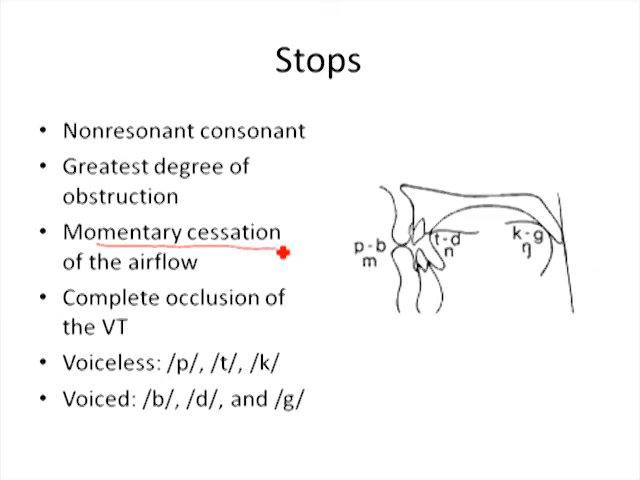 Stops
• Nonresonant consonant
• Greatest degree of
obstruction
• Momentary cessation
of the airflow
• Complete occlusion of
the VT
• Voiceless: /p/, /t/, /k/
• Voiced: /b/, /d/, and /g/
p-b
m
t-d
n
k-g
ŋ